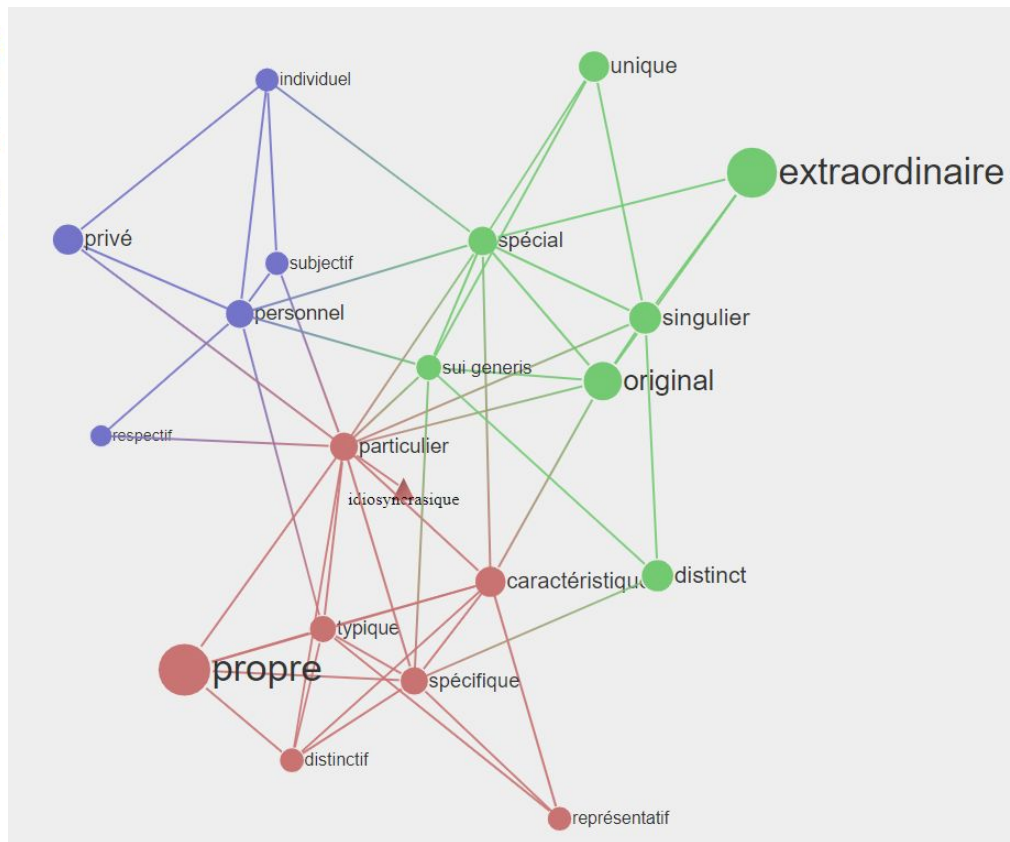 unique
individuel
extraordinaire
privé
spécial
subjectif
personnel
singulier
sui generis
original
respectif
particulier
idiosyncrasique
distinct
caractéristique
typique
propre
spécifique
distinctif
représentatif